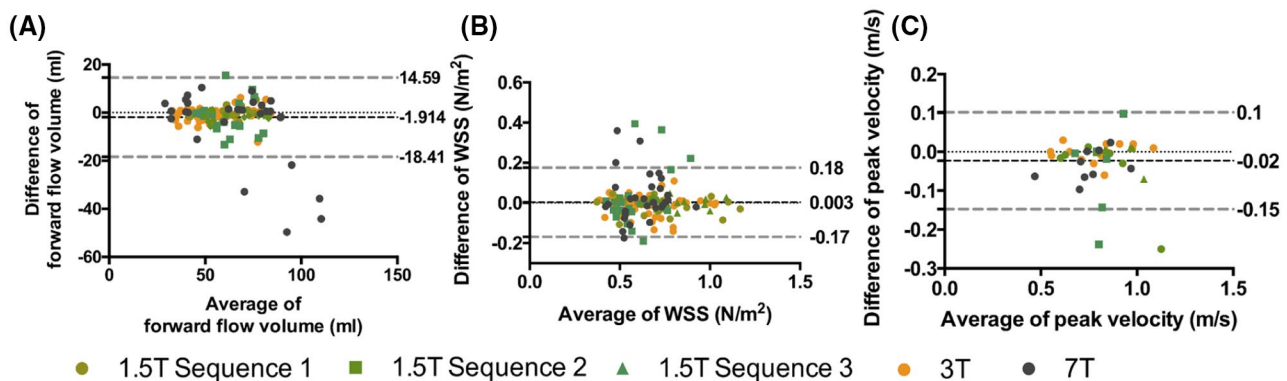 (A)
Difference of
forward flow volume (ml)
20
0
-20
-40
-60
14.59
-1.914
-18.41
0
50
100
150
Average of
forward flow volume (ml)
(B)
Difference of WSS (N/m²)
0.6
0.4
0.2
0.0
-0.2
0.18
0.003
-0.17
0.0
0.5
1.0
1.5
Average of WSS (N/m²)
(C)
Difference of peak velocity (m/s)
0.2
0.1
0.0
-0.1
-0.2
-0.3
0.1
-0.02
-0.15
0.0
0.5
1.0
1.5
Average of peak velocity (m/s)
1.5T Sequence 1
1.5T Sequence 2
1.5T Sequence 3
3T
7T